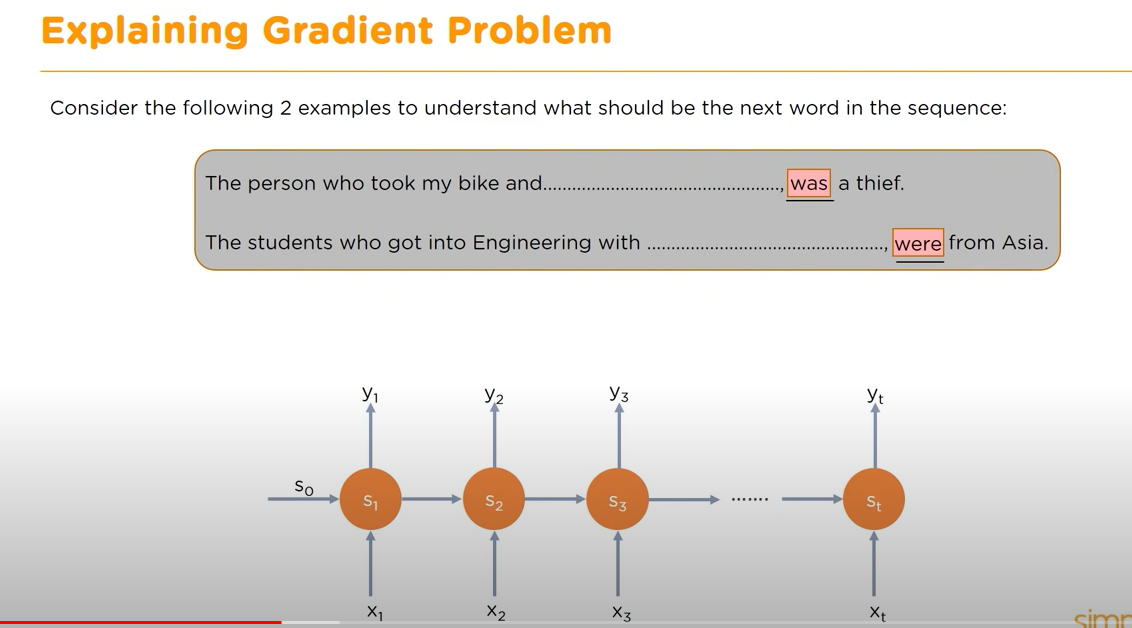 Explaining Gradient Problem
Consider the following 2 examples to understand what should be the next word in the sequence:
The person who took my bike and..............................................., was a thief.
The students who got into Engineering with ..............................................., were from Asia.
y₁ y₂ y₃ yₜ
s₀ s₁ s₂ s₃ ....... sₜ
x₁ x₂ x₃ xₜ